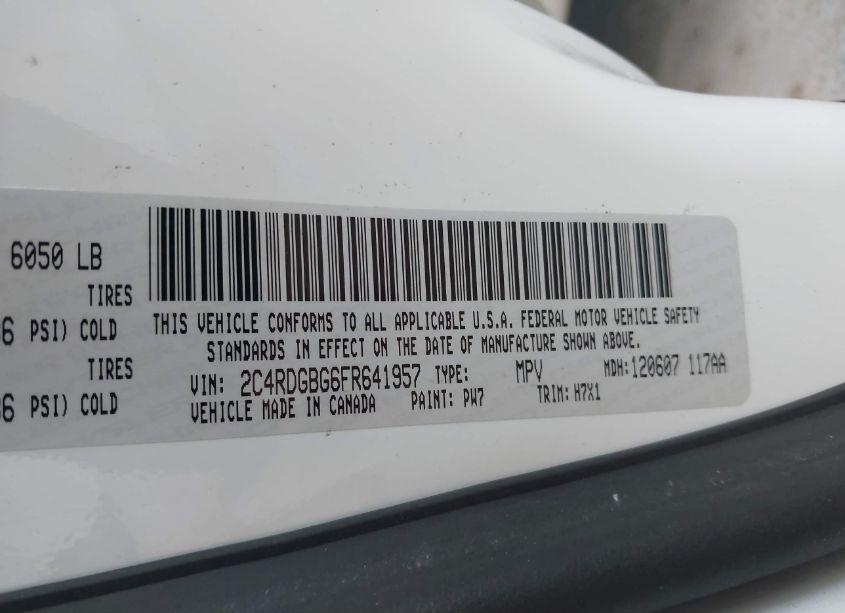 6050 LB
TIRES
6 PSI) COLD
TIRES
6 PSI) COLD
THIS VEHICLE CONFORMS TO ALL APPLICABLE U.S.A. FEDERAL MOTOR VEHICLE SAFETY
STANDARDS IN EFFECT ON THE DATE OF MANUFACTURE SHOWN ABOVE.
VIN: 2C4RDGBG6FR641957 TYPE: MPV MDH:120607 117AA
VEHICLE MADE IN CANADA PAINT: PW7 TRIM: H7X1